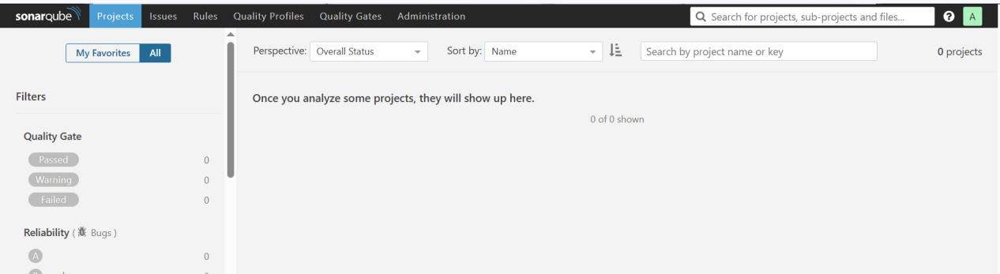 sonarqube Projects Issues Rules Quality Profiles Quality Gates Administration Search for projects, sub-projects and files... ? A
My Favorites All
Perspective: Overall Status Sort by: Name Search by project name or key 0 projects
Filters
Once you analyze some projects, they will show up here.
0 of 0 shown
Quality Gate
Passed 0
Warning 0
Failed 0
Reliability ( Bugs )
A 0